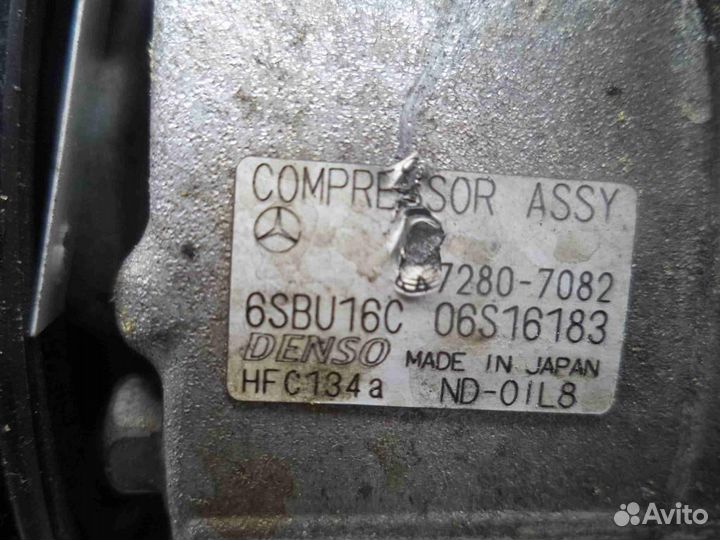 COMPRESSOR ASSY
7280-7082
6SBU16C 06S16183
DENSO MADE IN JAPAN
HFC134a ND-OIL8
Avito